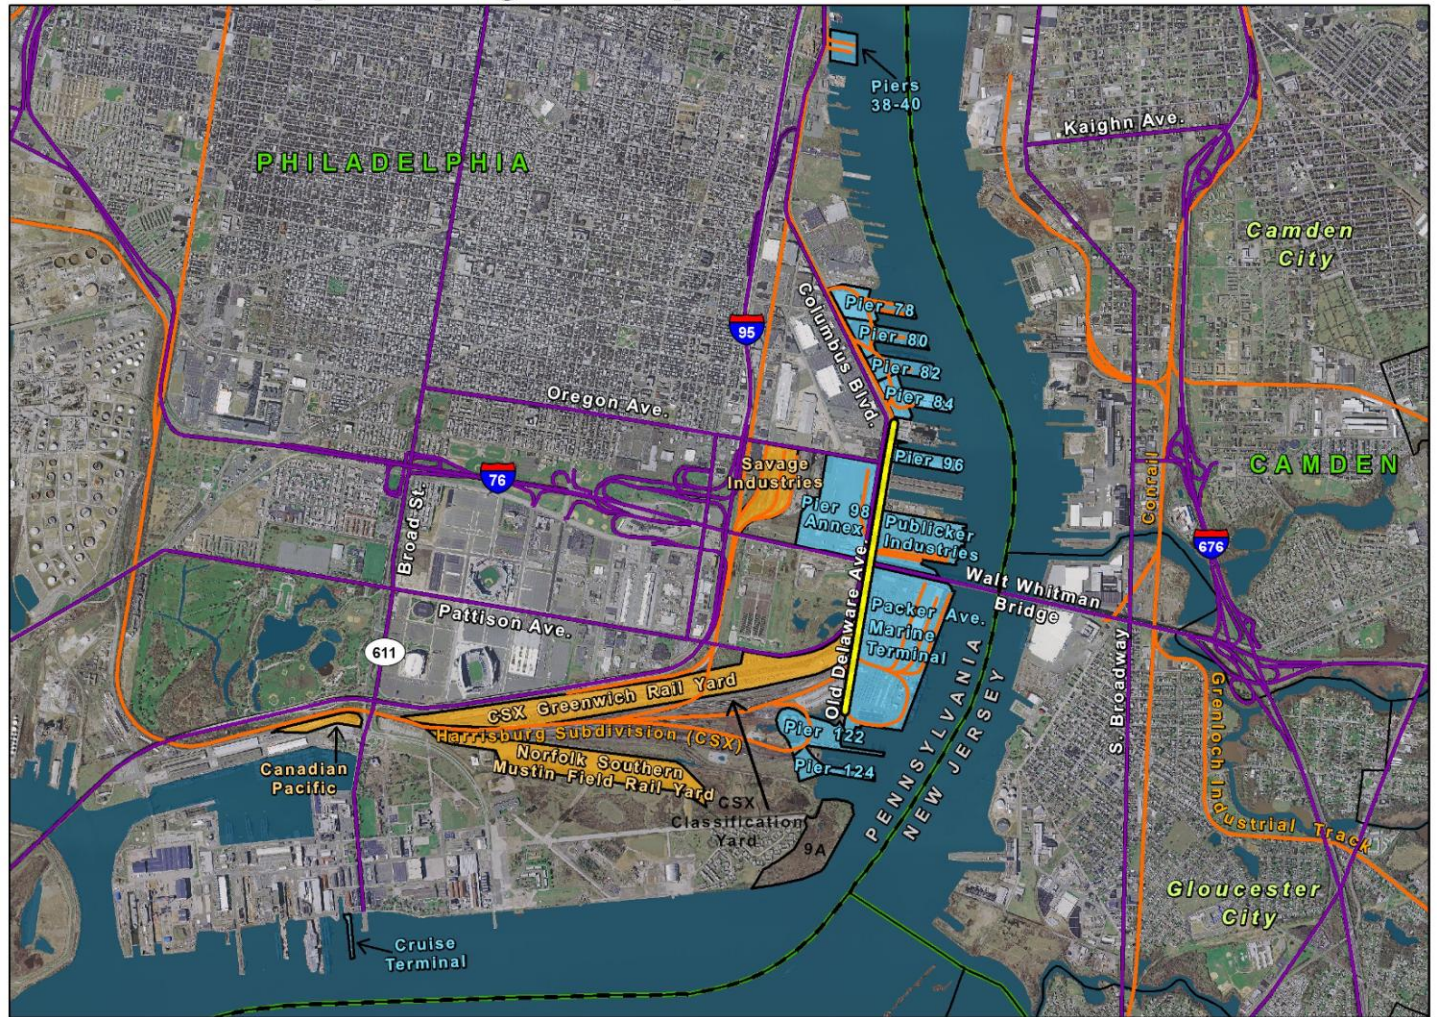 Piers
38-40
Kaighn Ave.
PHILADELPHIA
Camden
City
Columbus Blvd.
Pier 78
95
Pier 80
Pier 82
Pier 84
Oregon Ave.
Savage
Industries
Pier 96
CAMDEN
76
Conrail
Broad St.
Pier 98
Annex
Publicker
Industries
676
Old Delaware Ave.
Walt Whitman
Bridge
Pattison Ave.
Packer Ave.
Marine
Terminal
611
PENNSYLVANIA
NEW JERSEY
S. Broadway
Grenloch Industrial Track
CSX Greenwich Rail Yard
Harrisburg Subdivision (CSX)
Pier 122
Canadian
Pacific
Norfolk Southern
Mustin Field Rail Yard
Pier 124
CSX
Classification
Yard
9A
Gloucester
City
Cruise
Terminal